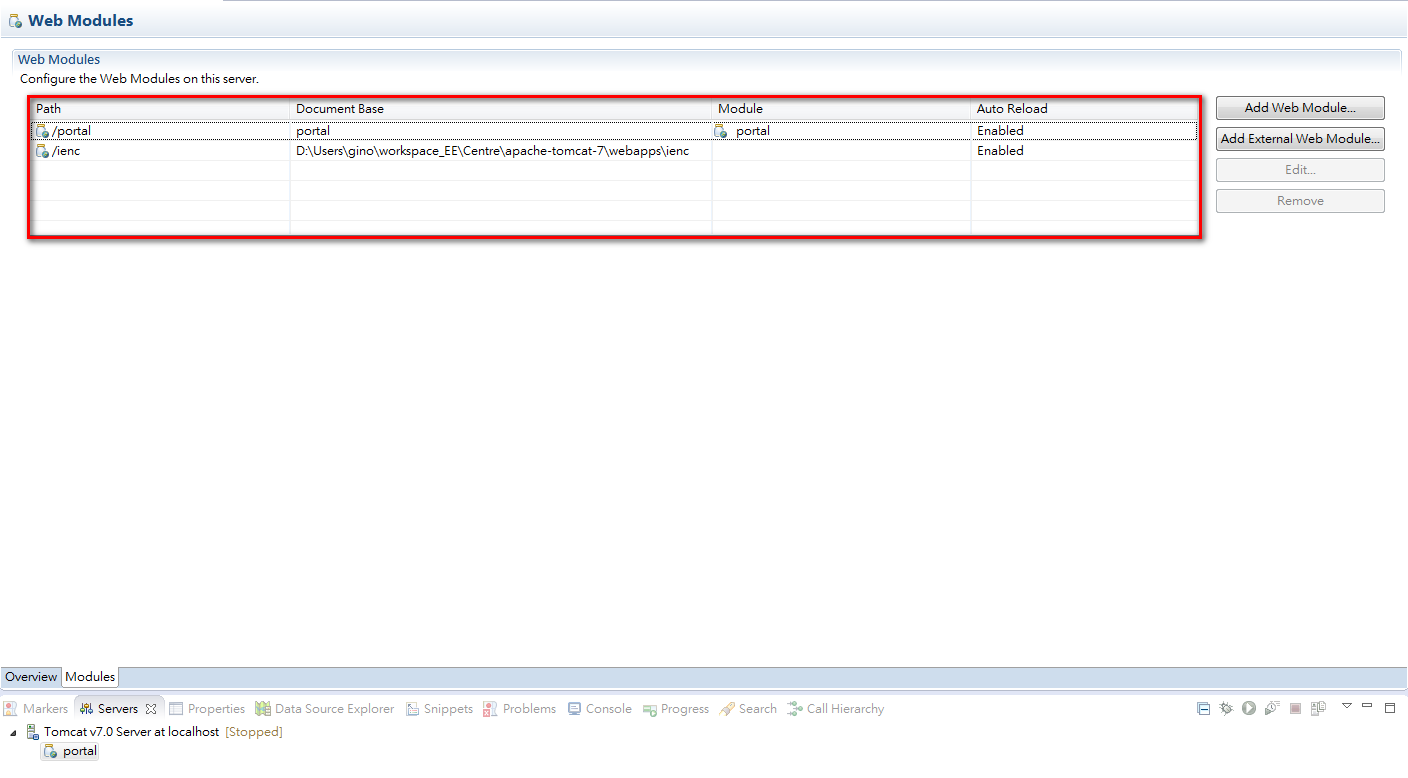 Web Modules
Web Modules
Configure the Web Modules on this server.
Path Document Base Module Auto Reload
/portal portal portal Enabled
/ienc D:\Users\gino\workspace_EE\Centre\apache-tomcat-7\webapps\ienc Enabled
Add Web Module...
Add External Web Module...
Edit...
Remove
Overview Modules
Markers Servers Properties Data Source Explorer Snippets Problems Console Progress Search Call Hierarchy
Tomcat v7.0 Server at localhost [Stopped]
portal